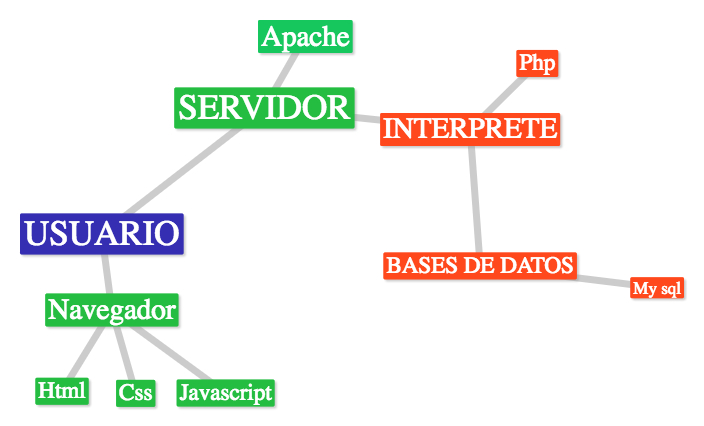 Apache
Php
SERVIDOR
INTERPRETE
USUARIO
BASES DE DATOS
My sql
Navegador
Html
Css
Javascript